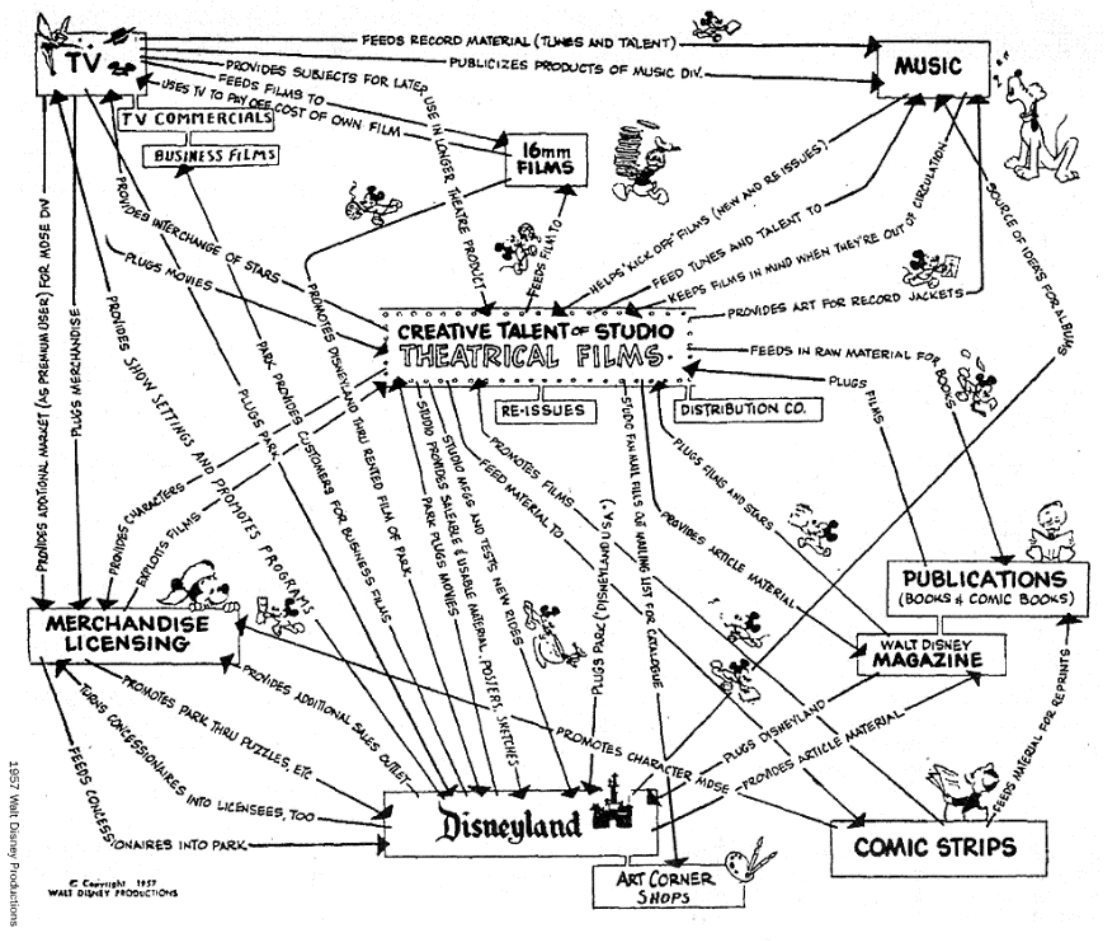 FEEDS RECORD MATERIAL (TUNES AND TALENT)
PUBLICIZES PRODUCTS OF MUSIC DIV.
TV
MUSIC
PROVIDES SUBJECTS FOR LATER USE IN LONGER THEATRE PRODUCT
FEEDS FILMS TO
USES TV TO PAY OFF COST OF OWN FILM
TV COMMERCIALS
BUSINESS FILMS
16mm
FILMS
PROVIDES INTERCHANGE OF STARS
PLUGS MOVIES
FEEDS FILM TO
HELPS "KICK OFF" FILMS (NEW AND RE ISSUES)
FEED TUNES AND TALENT TO
KEEPS FILMS IN MIND WHEN THEY'RE OUT OF CIRCULATION
PROVIDES ART FOR RECORD JACKETS
SOURCE OF IDEAS FOR ALBUMS
PROVIDES ADDITIONAL MARKET (AS PREMIUM USER) FOR MDSE DIV
PLUGS MERCHANDISE
PROVIDES SHOW SETTINGS AND PROMOTES PROGRAMS
PLUGS PARK
PARK PROVIDES CUSTOMERS FOR BUSINESS FILMS
PROMOTES DISNEYLAND THRU RENTED FILM OF PARK
CREATIVE TALENT OF STUDIO
THEATRICAL FILMS
RE-ISSUES
DISTRIBUTION CO.
FEEDS IN RAW MATERIAL FOR BOOKS
PLUGS FILMS
PROVIDES CHARACTERS
EXPLOITS FILMS
PARK PLUGS MOVIES
STUDIO PROVIDES SALEABLE & USABLE MATERIAL, POSTERS, SKETCHES
STUDIO MFGS AND TESTS NEW RIDES
FEED MATERIAL TO
PROMOTES FILMS
PLUGS PARK ("DISNEYLAND U.S.A.")
STUDIO FAN MAIL FILLS OUT MAILING LIST FOR CATALOGUE
PROVIDES ARTICLE MATERIAL
PLUGS FILMS AND STARS
PUBLICATIONS
(BOOKS & COMIC BOOKS)
WALT DISNEY
MAGAZINE
MERCHANDISE
LICENSING
PROVIDES ADDITIONAL SALES OUTLET
PROMOTES PARK THRU PUZZLES, ETC
TURNS CONCESSIONAIRES INTO LICENSEES, TOO
FEEDS CONCESSIONAIRES INTO PARK
PROMOTES CHARACTER MDSE
PLUGS DISNEYLAND
PROVIDES ARTICLE MATERIAL
FEEDS MATERIAL FOR REPRINTS
Disneyland
COMIC STRIPS
ART CORNER
SHOPS
© Copyright 1957
WALT DISNEY PRODUCTIONS
1957 Walt Disney Productions